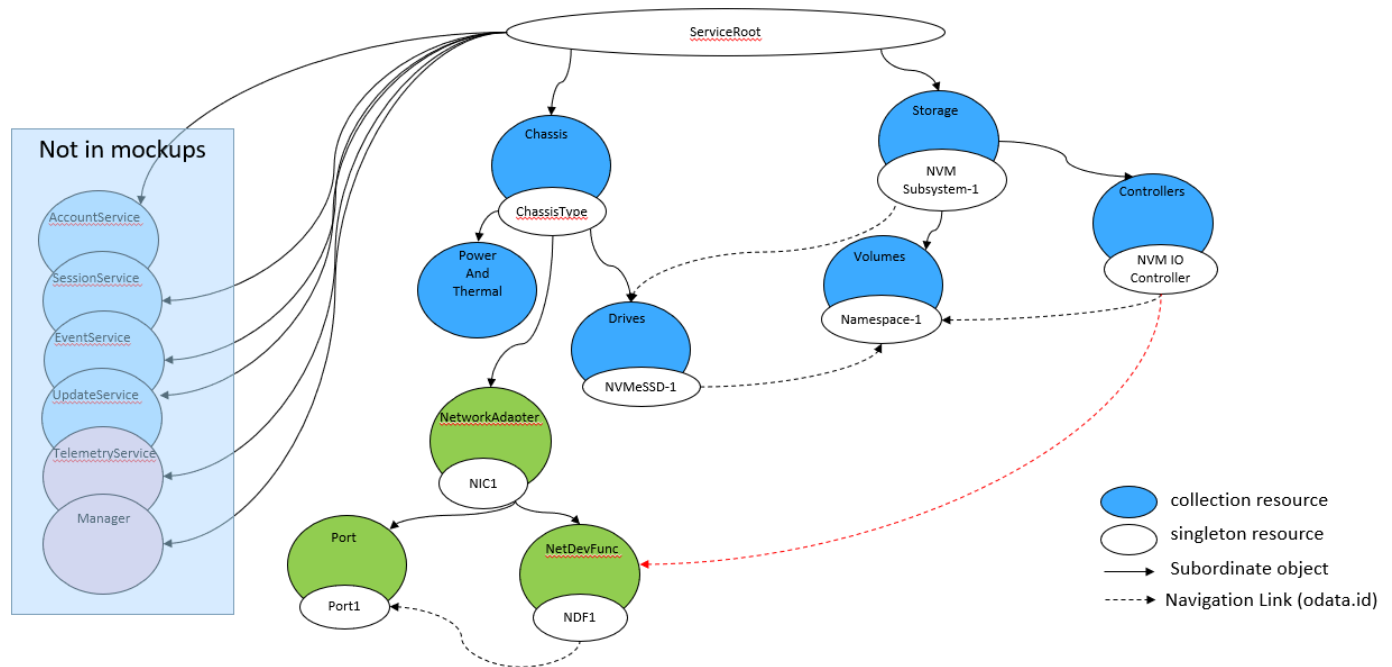 ServiceRoot
Not in mockups
AccountService
SessionService
EventService
UpdateService
TelemetryService
Manager
Chassis
ChassisType
Power
And
Thermal
Drives
NVMeSSD-1
Storage
NVM
Subsystem-1
Volumes
Namespace-1
Controllers
NVM IO
Controller
NetworkAdapter
NIC1
Port
Port1
NetDevFunc
NDF1
collection resource
singleton resource
Subordinate object
Navigation Link (odata.id)